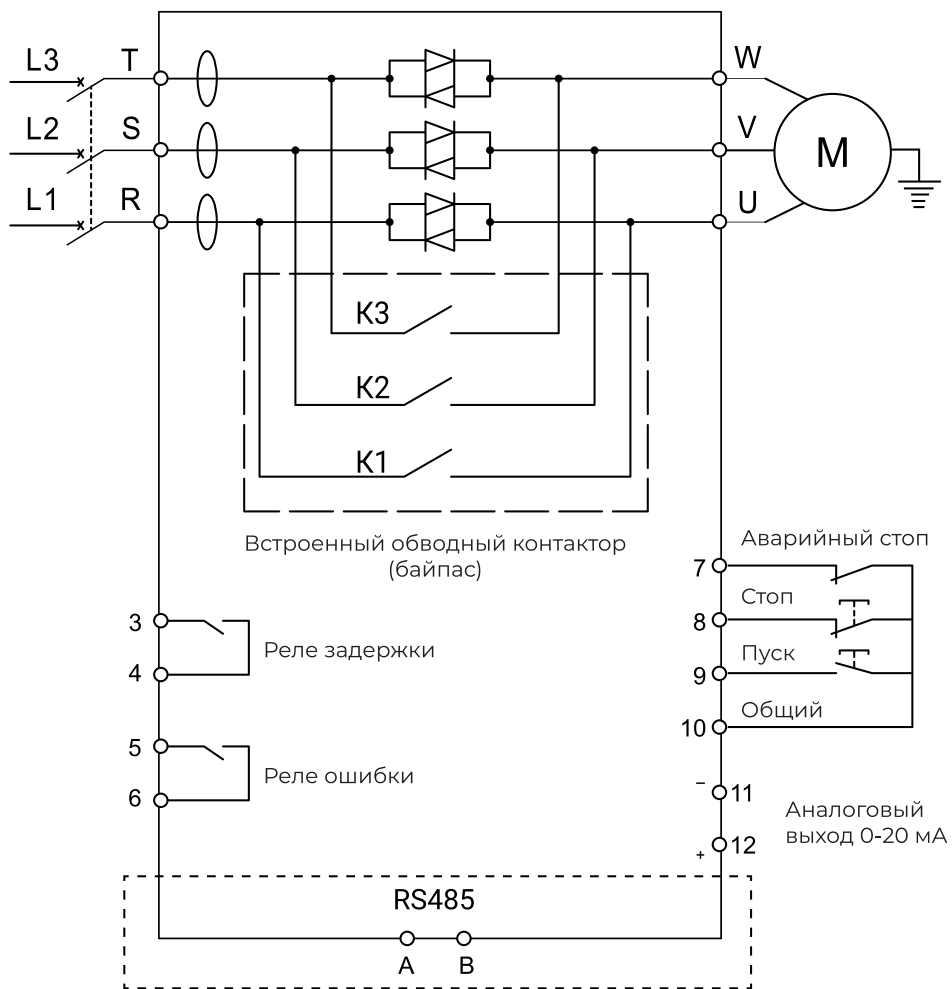 L3 T W
L2 S V
M
L1 R U
K3
K2
K1
Встроенный обводный контактор
(байпас)
Аварийный стоп
7
Стоп
8
Пуск
9
Общий
10
3
Реле задержки
4
5
Реле ошибки
6
− 11
Аналоговый
выход 0-20 мА
+ 12
RS485
A B